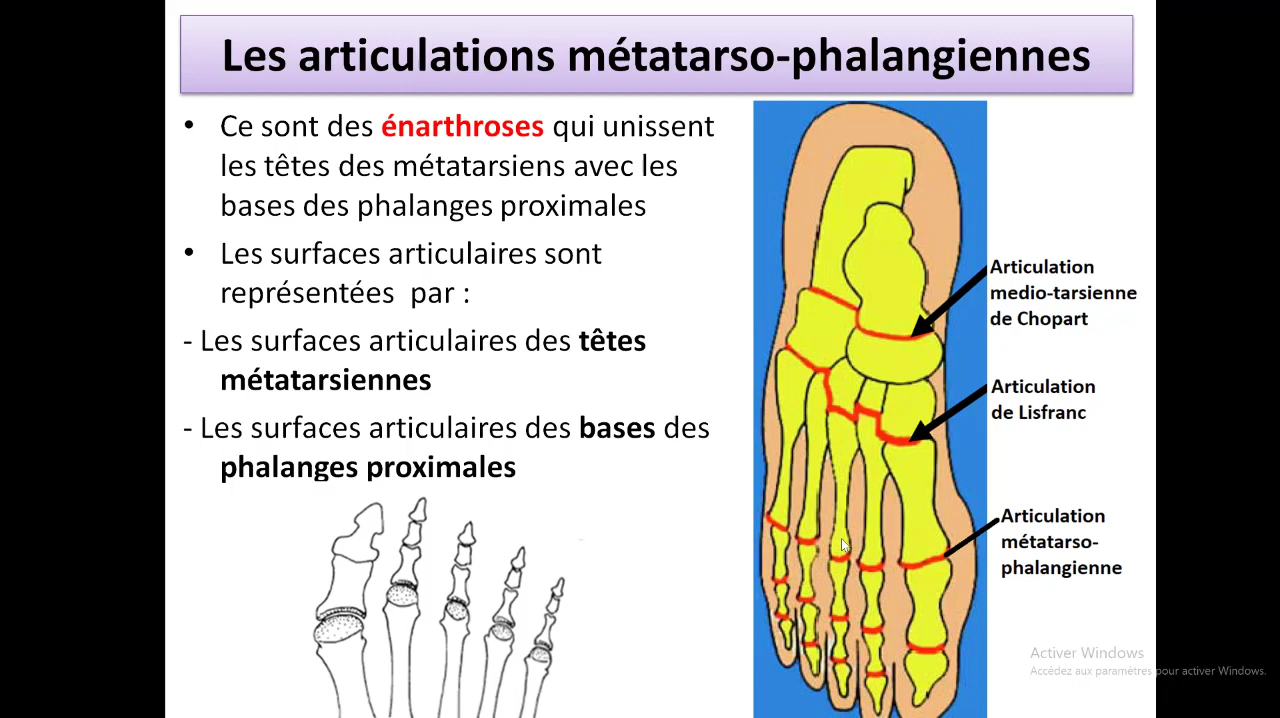 Les articulations métatarso-phalangiennes
• Ce sont des énarthroses qui unissent
les têtes des métatarsiens avec les
bases des phalanges proximales
• Les surfaces articulaires sont
représentées par :
- Les surfaces articulaires des têtes
métatarsiennes
- Les surfaces articulaires des bases des
phalanges proximales
Articulation
medio-tarsienne
de Chopart
Articulation
de Lisfranc
Articulation
métatarso-
phalangienne
Activer Windows
Accédez aux paramètres pour activer Windows.